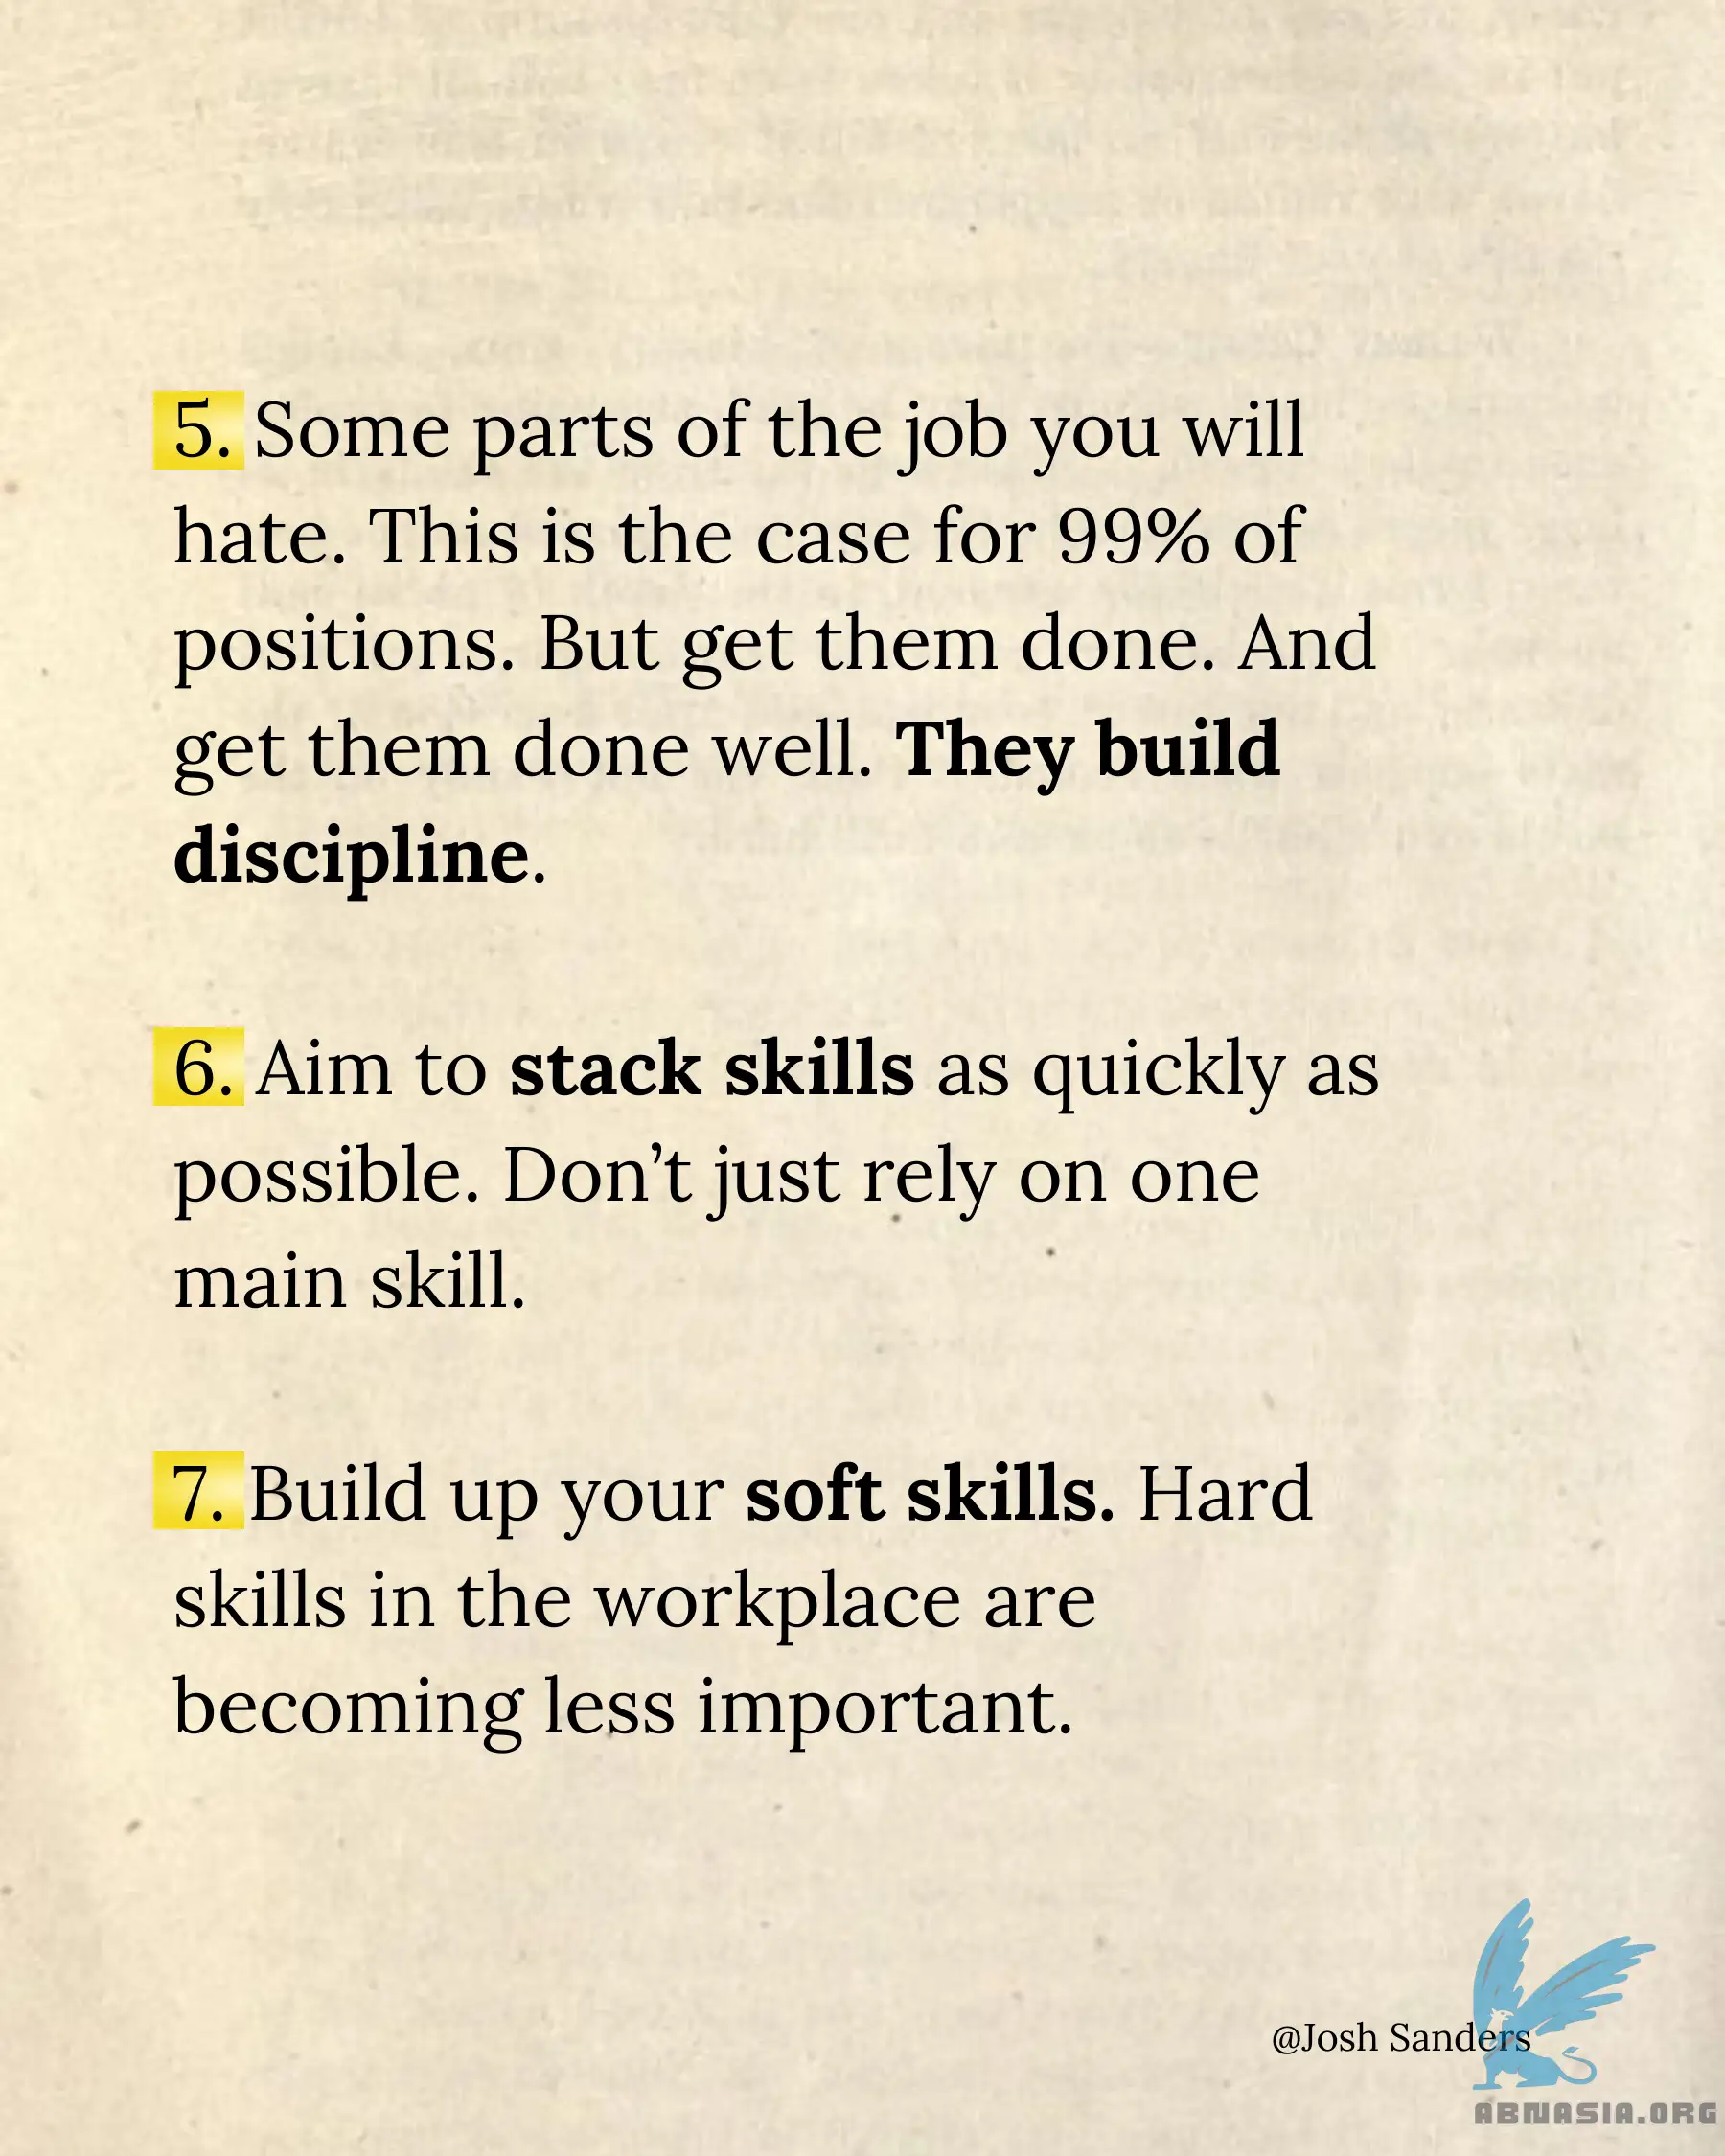 5. Some parts of the job you will
hate. This is the case for 99% of
positions. But get them done. And
get them done well. They build
discipline.
6. Aim to stack skills as quickly as
possible. Don’t just rely on one
main skill.
7. Build up your soft skills. Hard
skills in the workplace are
becoming less important.
@Josh Sanders
ABNASIA.ORG